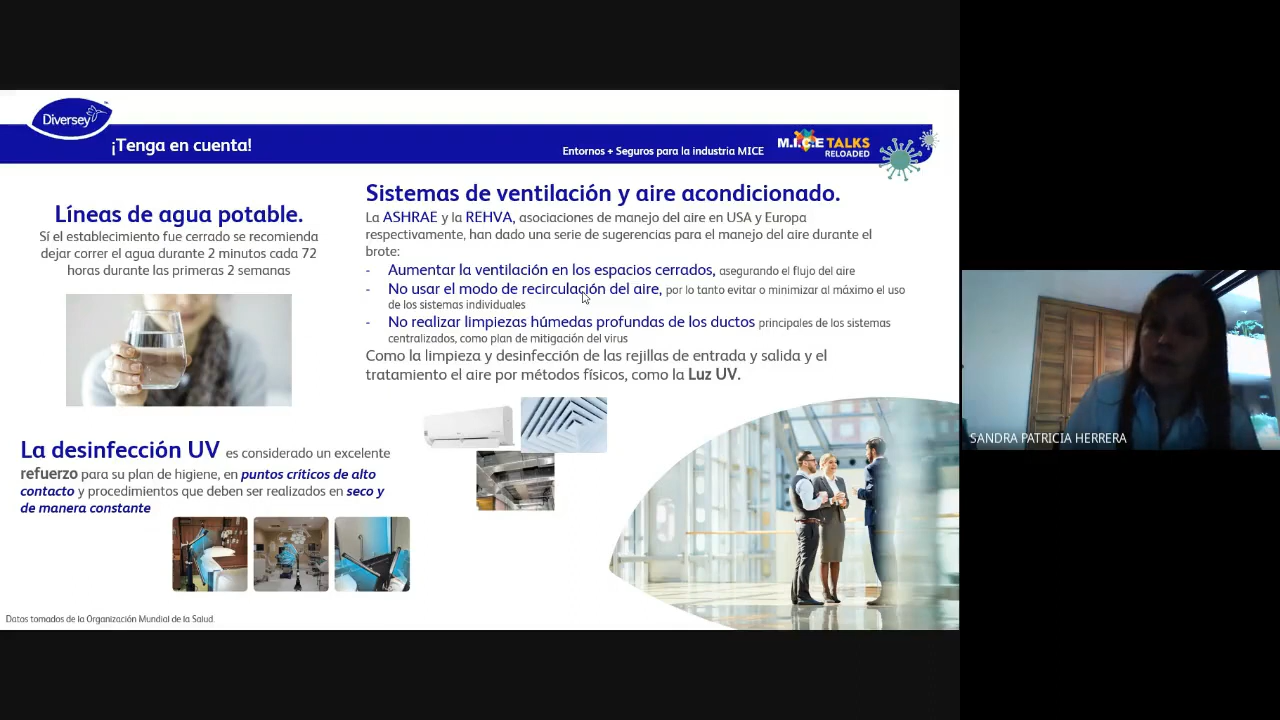 Diversey
¡Tenga en cuenta!
Entornos + Seguros para la industria MICE
M.I.C.E TALKS
RELOADED
Líneas de agua potable.
Sí el establecimiento fue cerrado se recomienda
dejar correr el agua durante 2 minutos cada 72
horas durante las primeras 2 semanas
Sistemas de ventilación y aire acondicionado.
La ASHRAE y la REHVA, asociaciones de manejo del aire en USA y Europa
respectivamente, han dado una serie de sugerencias para el manejo del aire durante el
brote:
- Aumentar la ventilación en los espacios cerrados, asegurando el flujo del aire
- No usar el modo de recirculación del aire, por lo tanto evitar o minimizar al máximo el uso
de los sistemas individuales
- No realizar limpiezas húmedas profundas de los ductos principales de los sistemas
centralizados, como plan de mitigación del virus
Como la limpieza y desinfección de las rejillas de entrada y salida y el
tratamiento el aire por métodos físicos, como la Luz UV.
La desinfección UV es considerado un excelente
refuerzo para su plan de higiene, en puntos críticos de alto
contacto y procedimientos que deben ser realizados en seco y
de manera constante
Datos tomados de la Organización Mundial de la Salud.
SANDRA PATRICIA HERRERA